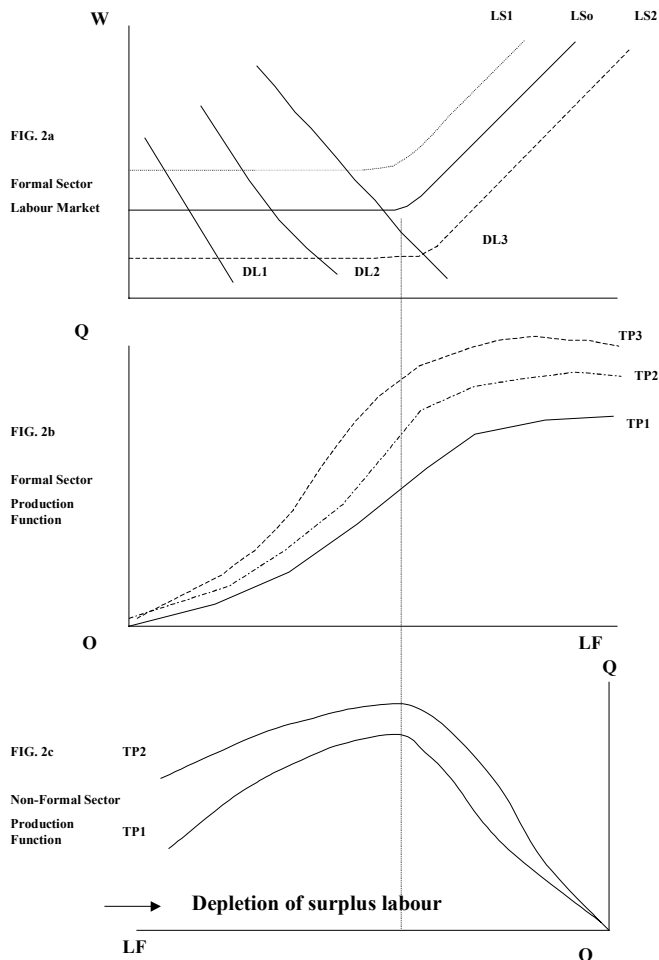 W
LS1 LSo LS2
FIG. 2a
Formal Sector
Labour Market
DL1 DL2 DL3
Q
TP3
TP2
TP1
FIG. 2b
Formal Sector
Production
Function
O LF
Q
FIG. 2c TP2
Non-Formal Sector
Production TP1
Function
Depletion of surplus labour
LF O